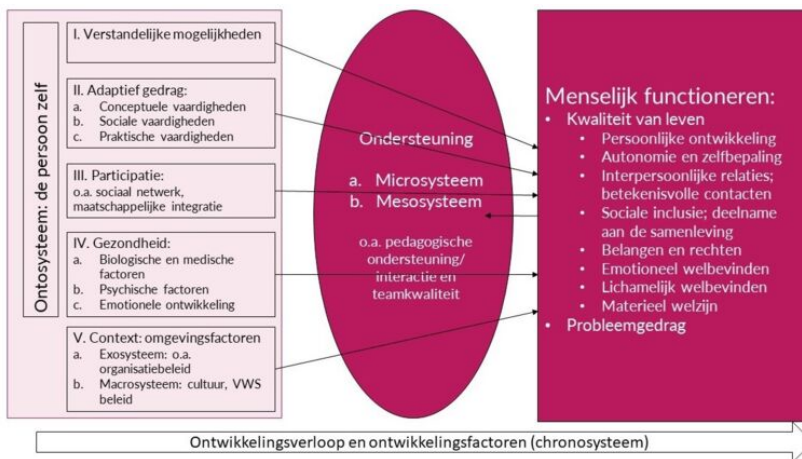 Ontosysteem: de persoon zelf
I. Verstandelijke mogelijkheden
II. Adaptief gedrag:
a. Conceptuele vaardigheden
b. Sociale vaardigheden
c. Praktische vaardigheden
III. Participatie:
o.a. sociaal netwerk,
maatschappelijke integratie
IV. Gezondheid:
a. Biologische en medische
factoren
b. Psychische factoren
c. Emotionele ontwikkeling
V. Context: omgevingsfactoren
a. Exosysteem: o.a.
organisatiebeleid
b. Macrosysteem: cultuur, VWS
beleid
Ondersteuning
a. Microsysteem
b. Mesosysteem
o.a. pedagogische
ondersteuning/
interactie en
teamkwaliteit
Menselijk functioneren:
• Kwaliteit van leven
• Persoonlijke ontwikkeling
• Autonomie en zelfbepaling
• Interpersoonlijke relaties;
betekenisvolle contacten
• Sociale inclusie; deelname
aan de samenleving
• Belangen en rechten
• Emotioneel welbevinden
• Lichamelijk welbevinden
• Materieel welzijn
• Probleemgedrag
Ontwikkelingsverloop en ontwikkelingsfactoren (chronosysteem)